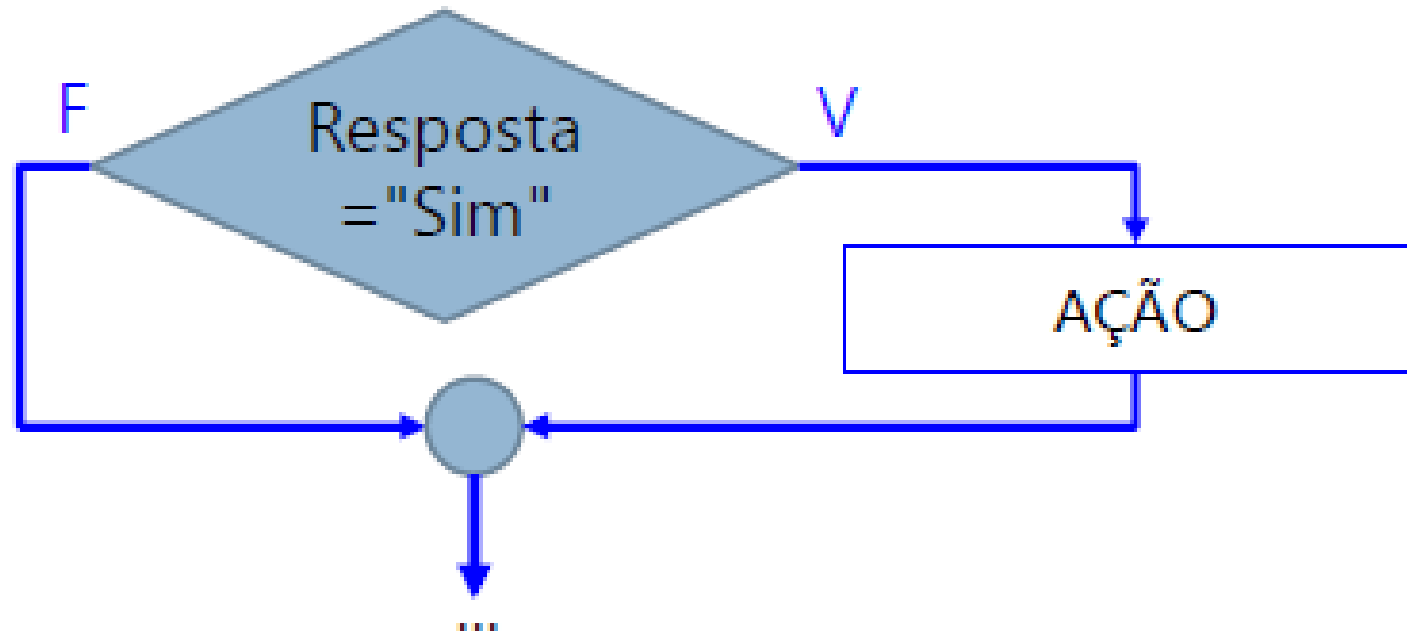 F
Resposta
="Sim"
V
AÇÃO
...